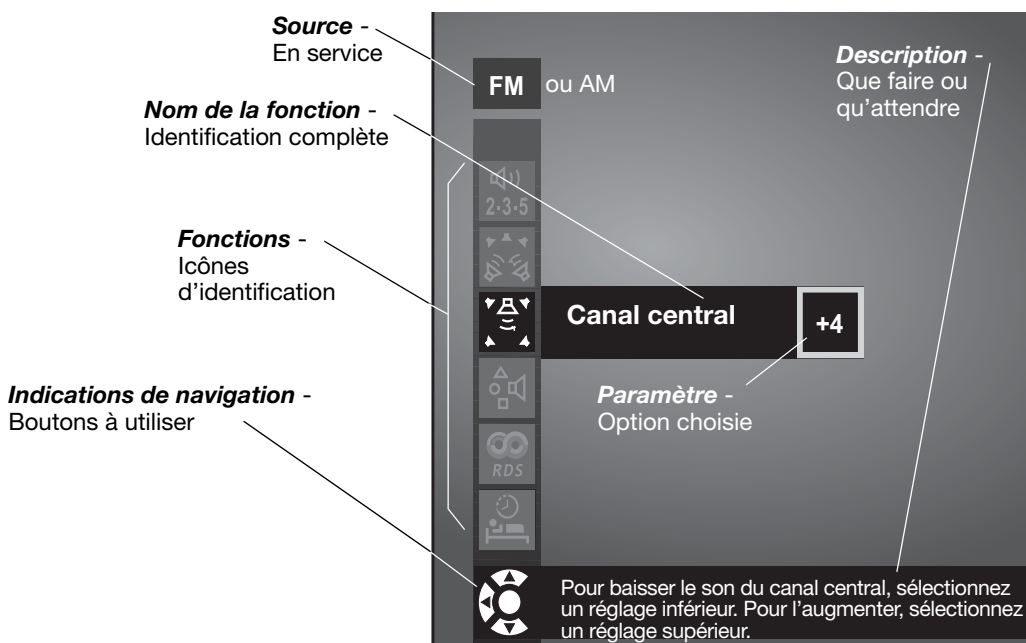 Source -
En service
FM ou AM
Description -
Que faire ou
qu'attendre
Nom de la fonction -
Identification complète
2·3·5
Fonctions -
Icônes
d'identification
Canal central
+4
Indications de navigation -
Boutons à utiliser
Paramètre -
Option choisie
RDS
Pour baisser le son du canal central, sélectionnez
un réglage inférieur. Pour l'augmenter, sélectionnez
un réglage supérieur.